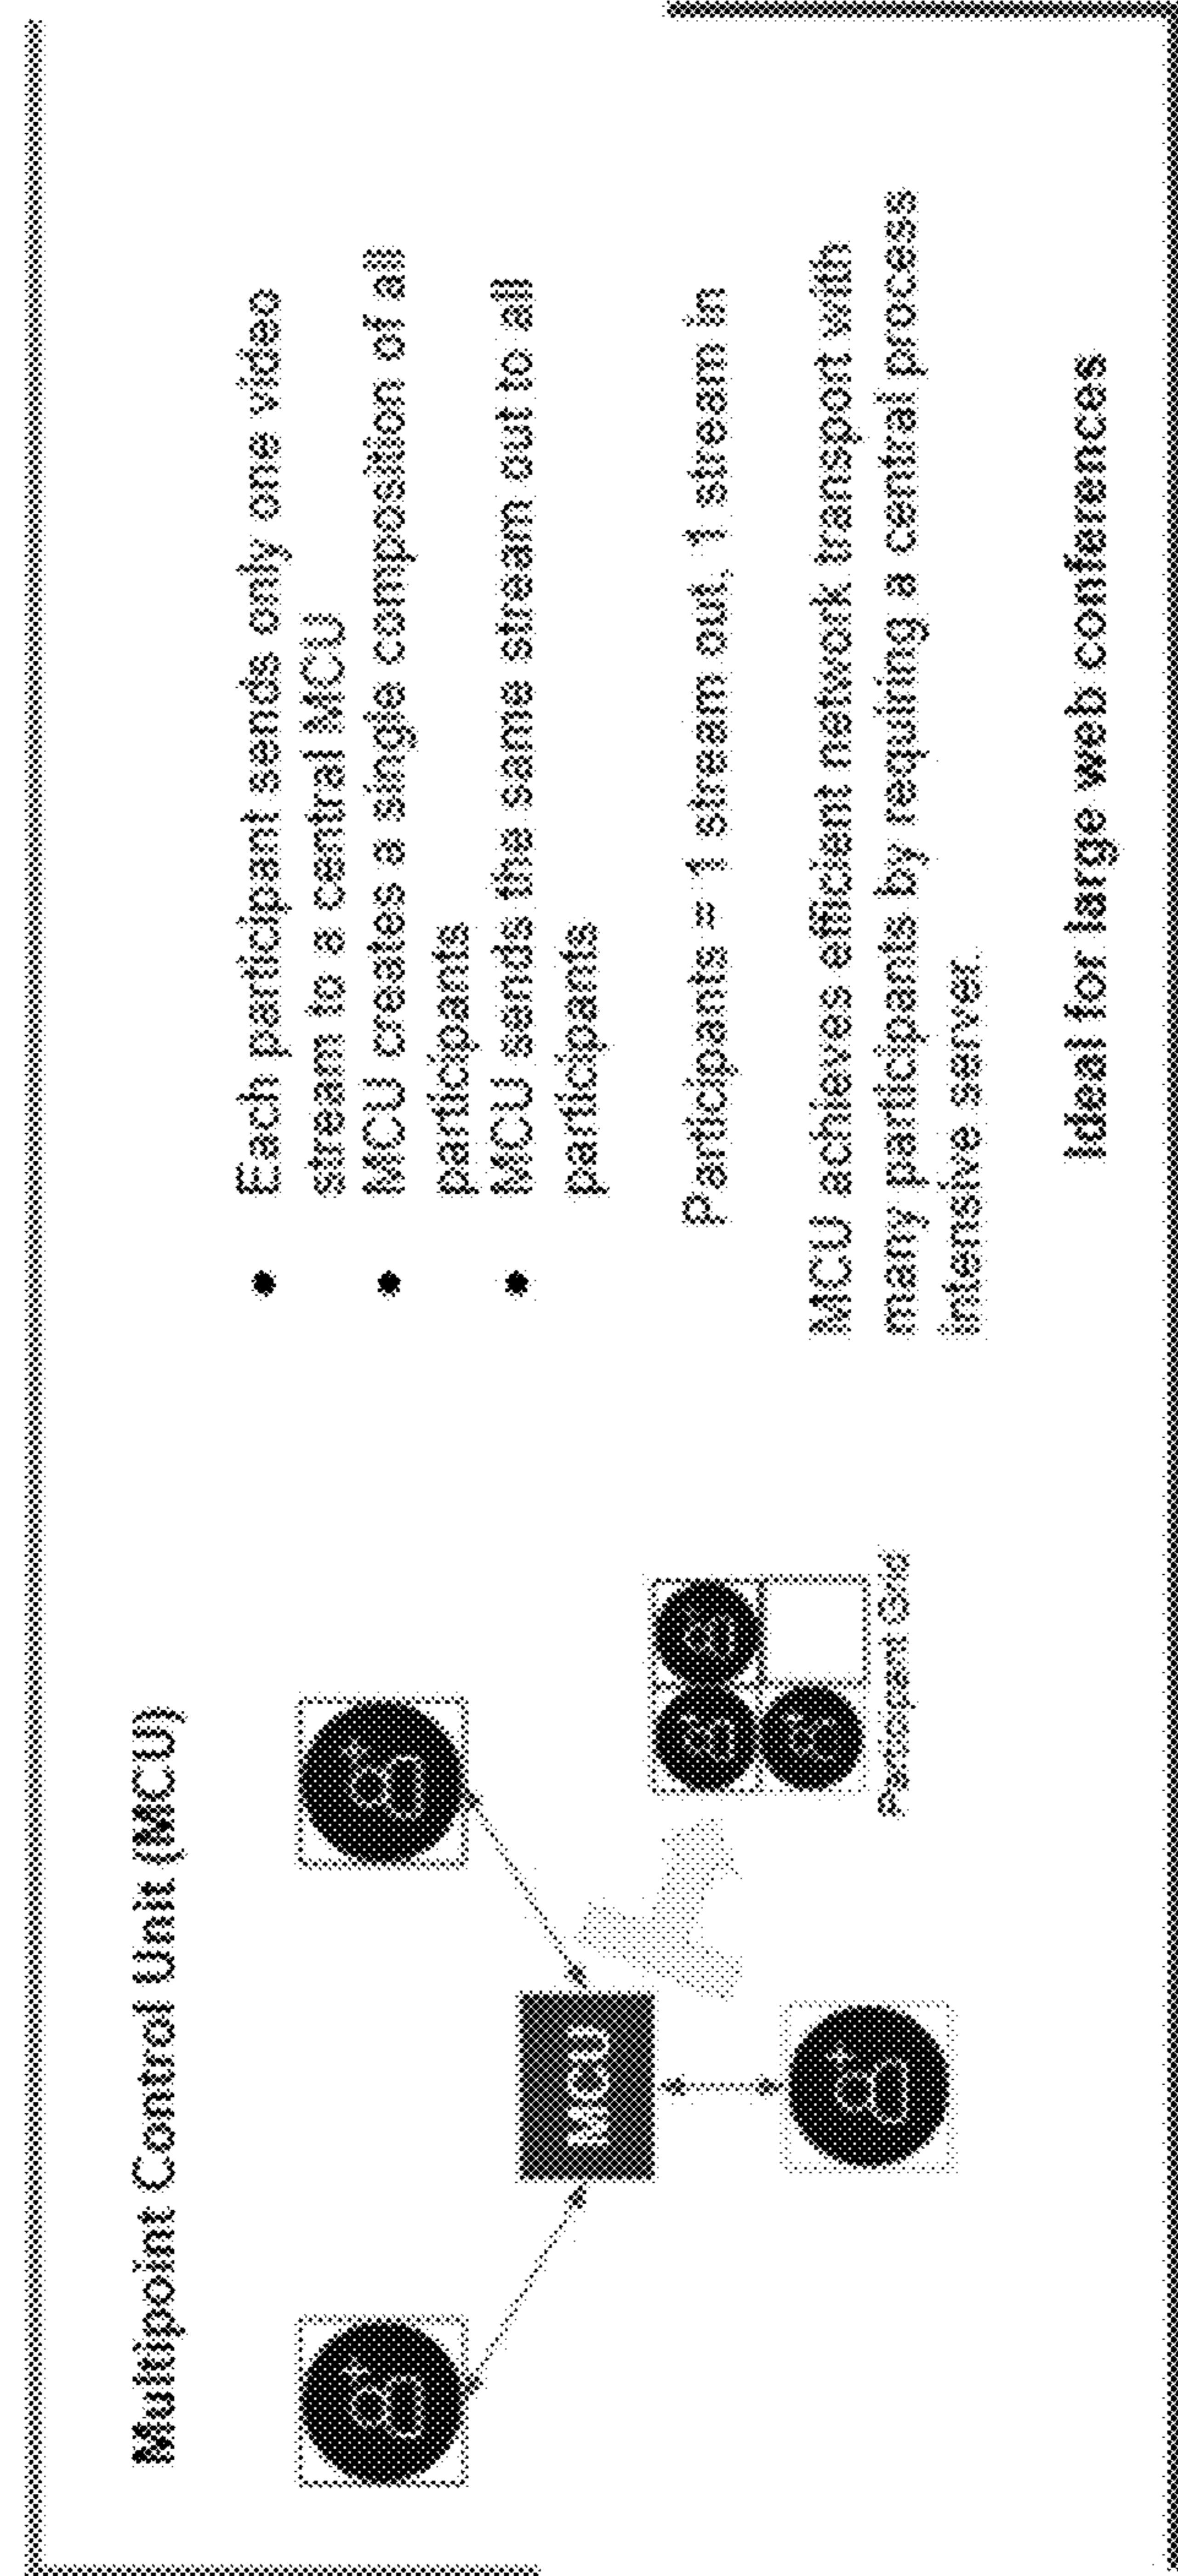 Multipoint Control Unit (MCU)
MCU
Participant Grid
• Each participant sends only one video
stream to a central MCU
• MCU creates a single composition of all
participants
• MCU sends the same stream out to all
participants
Participants = 1 stream out, 1 stream in
MCU achieves efficient network transport with
many participants by requiring a central process
intensive server.
Ideal for large web conferences